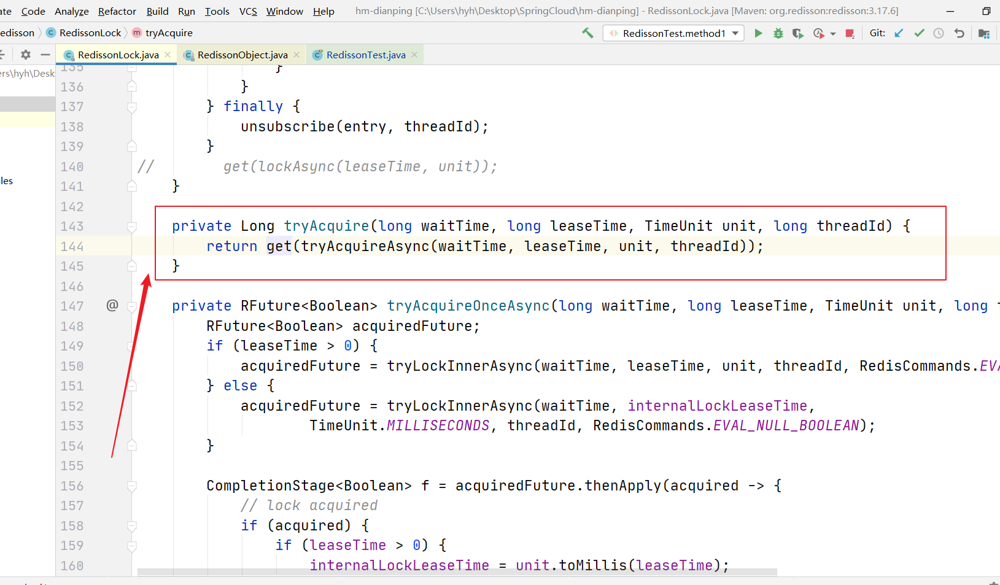 ate Code Analyze Refactor Build Run Tools VCS Window Help hm-dianping [C:\Users\hyh\Desktop\SpringCloud\hm-dianping] - RedissonLock.java [Maven: org.redisson:redisson:3.17.6]
edisson RedissonLock tryAcquire RedissonTest.method1 Git:
RedissonLock.java RedissonObject.java RedissonTest.java
ers\hyh\Desk
les
135 }
136 }
137 } finally {
138 unsubscribe(entry, threadId);
139 }
140 // get(lockAsync(leaseTime, unit));
141 }
142
143 private Long tryAcquire(long waitTime, long leaseTime, TimeUnit unit, long threadId) {
144 return get(tryAcquireAsync(waitTime, leaseTime, unit, threadId));
145 }
146
147 @ private RFuture<Boolean> tryAcquireOnceAsync(long waitTime, long leaseTime, TimeUnit unit, long t
148 RFuture<Boolean> acquiredFuture;
149 if (leaseTime > 0) {
150 acquiredFuture = tryLockInnerAsync(waitTime, leaseTime, unit, threadId, RedisCommands.EVA
151 } else {
152 acquiredFuture = tryLockInnerAsync(waitTime, internalLockLeaseTime,
153 TimeUnit.MILLISECONDS, threadId, RedisCommands.EVAL_NULL_BOOLEAN);
154 }
155
156 CompletionStage<Boolean> f = acquiredFuture.thenApply(acquired -> {
157 // lock acquired
158 if (acquired) {
159 if (leaseTime > 0) {
160 internalLockLeaseTime = unit.toMillis(leaseTime);